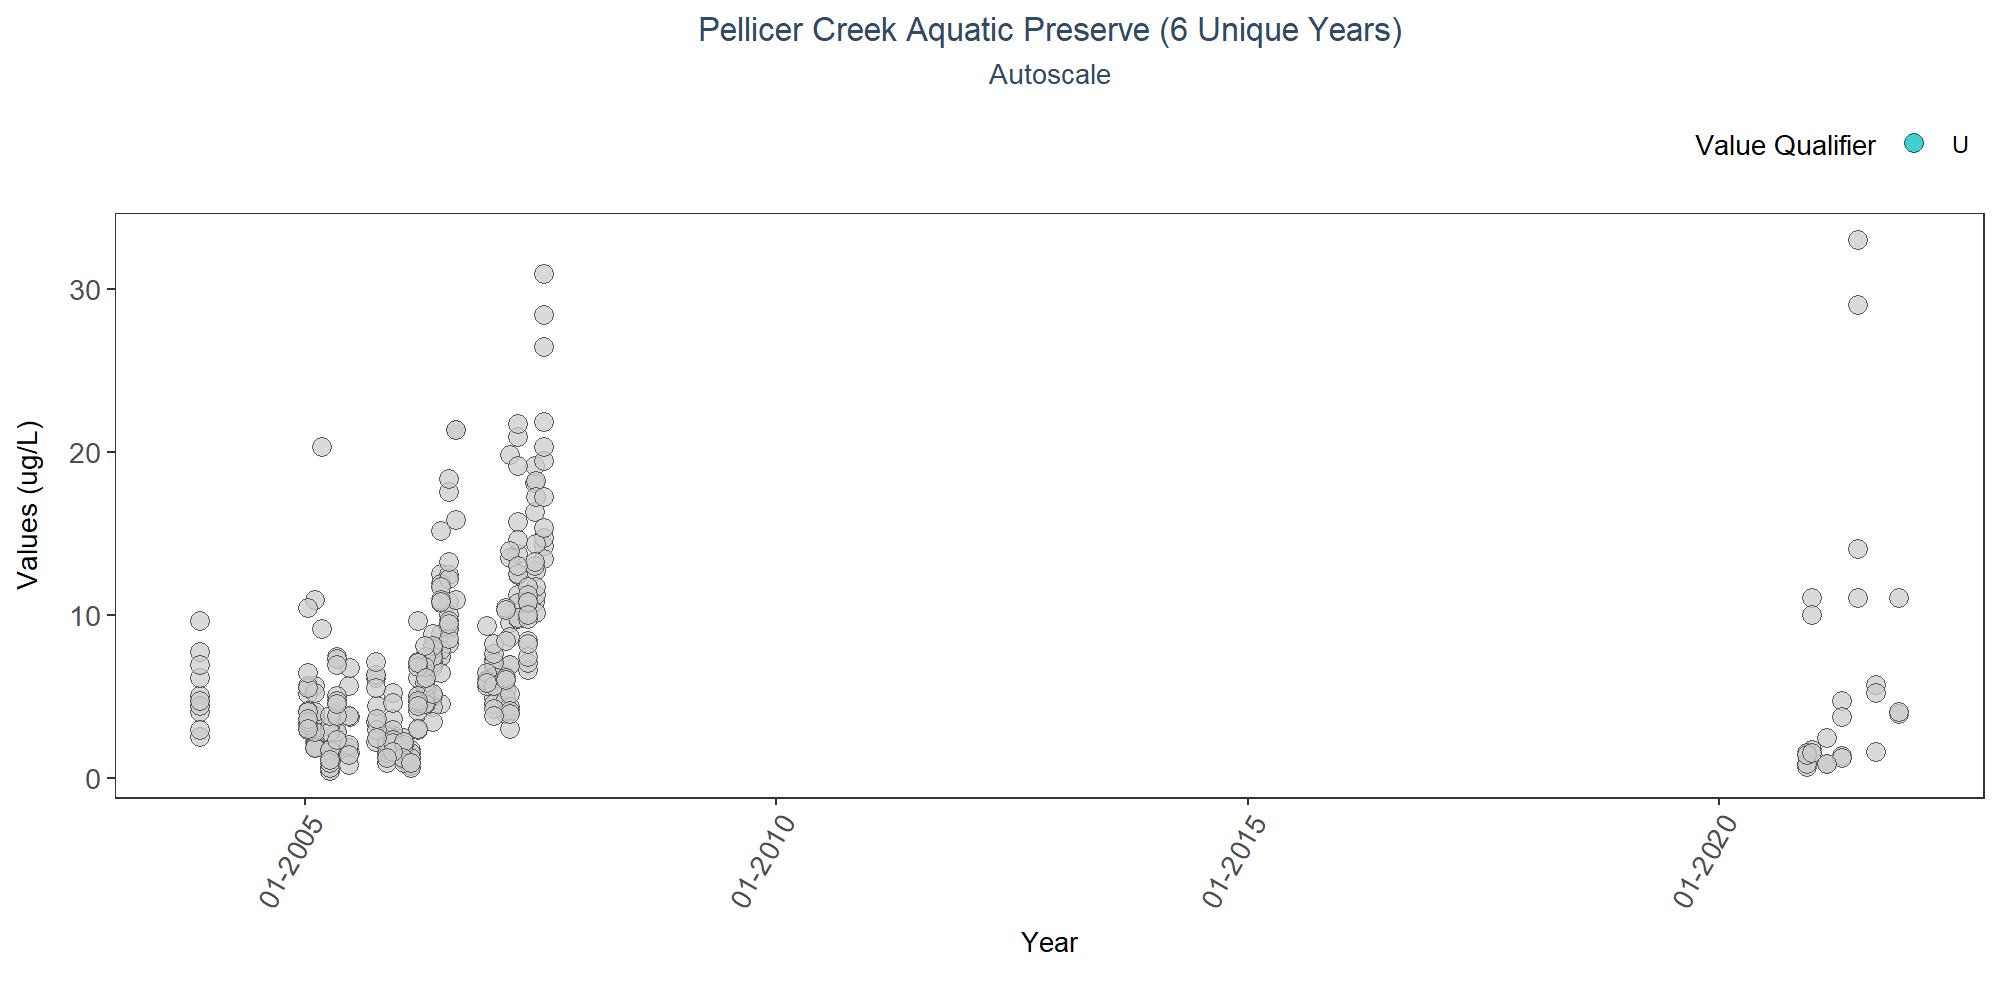 Pellicer Creek Aquatic Preserve (6 Unique Years)
Autoscale
Value Qualifier U
30
20
10
0
Values (ug/L)
01-2005
01-2010
01-2015
01-2020
Year